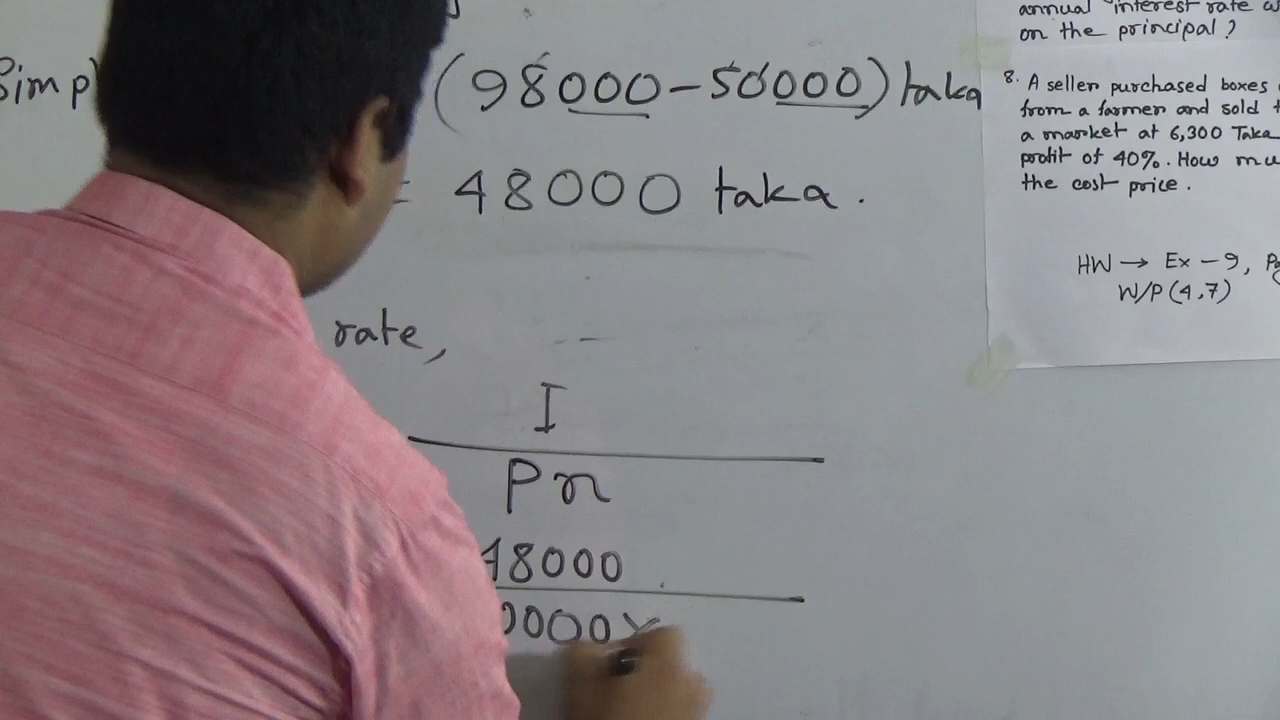 Simpl (98000-50000) taka
= 48000 taka.
rate,
I
Pn
48000
0000×
annual interest rate
on the principal?
8. A seller purchased boxes
from a farmer and sold
a market at 6,300 Taka
profit of 40%. How mu
the cost price.
HW → Ex-9,
W/P (4,7)